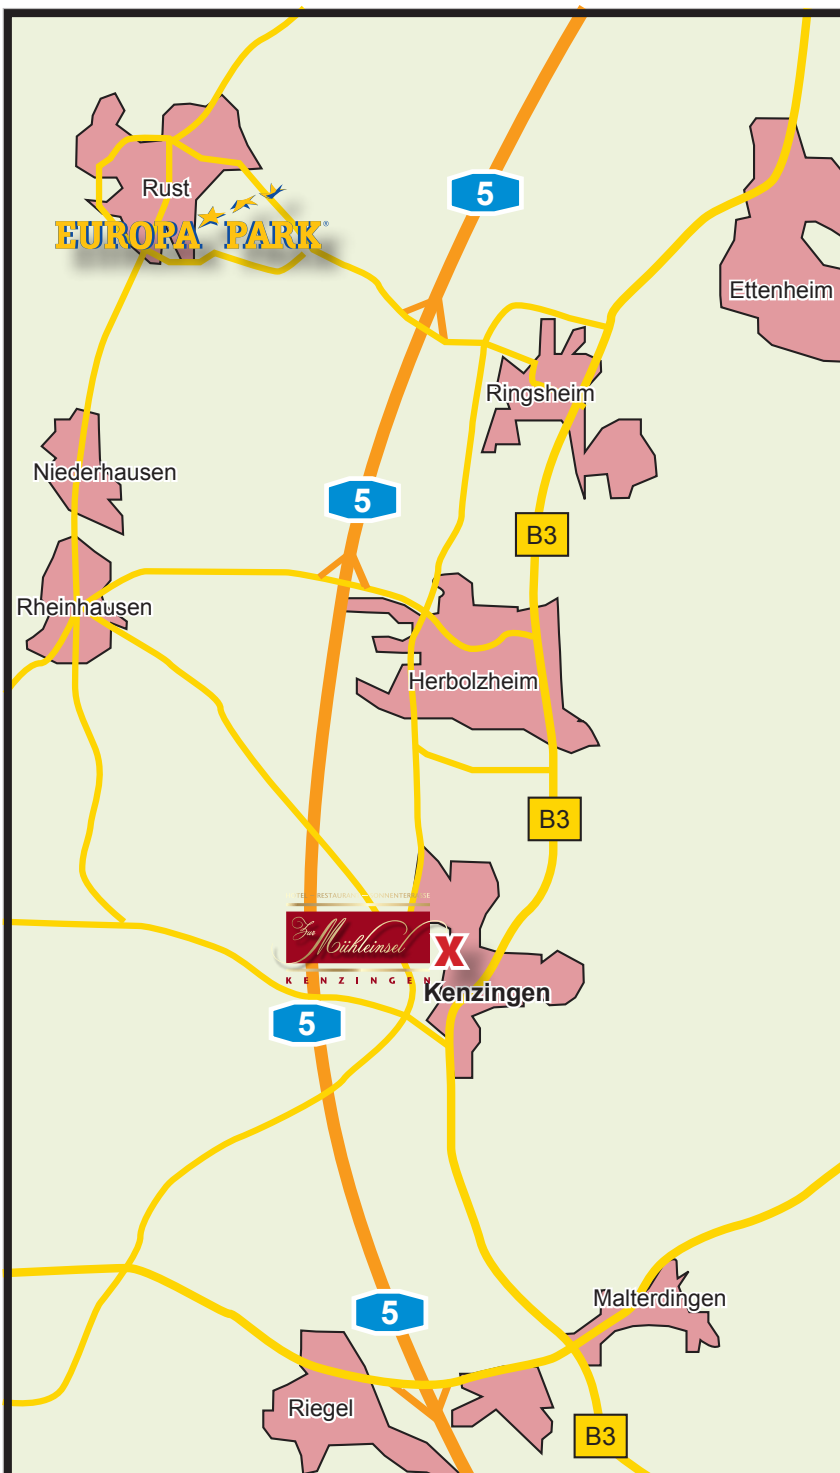 Rust
EUROPA PARK®
5
Ettenheim
Ringsheim
Niederhausen
5
B3
Rheinhausen
Herbolzheim
B3
RESTAURANT
Zur
Mühleinsel
KENZINGEN
X
Kenzingen
5
Malterdingen
5
Riegel
B3